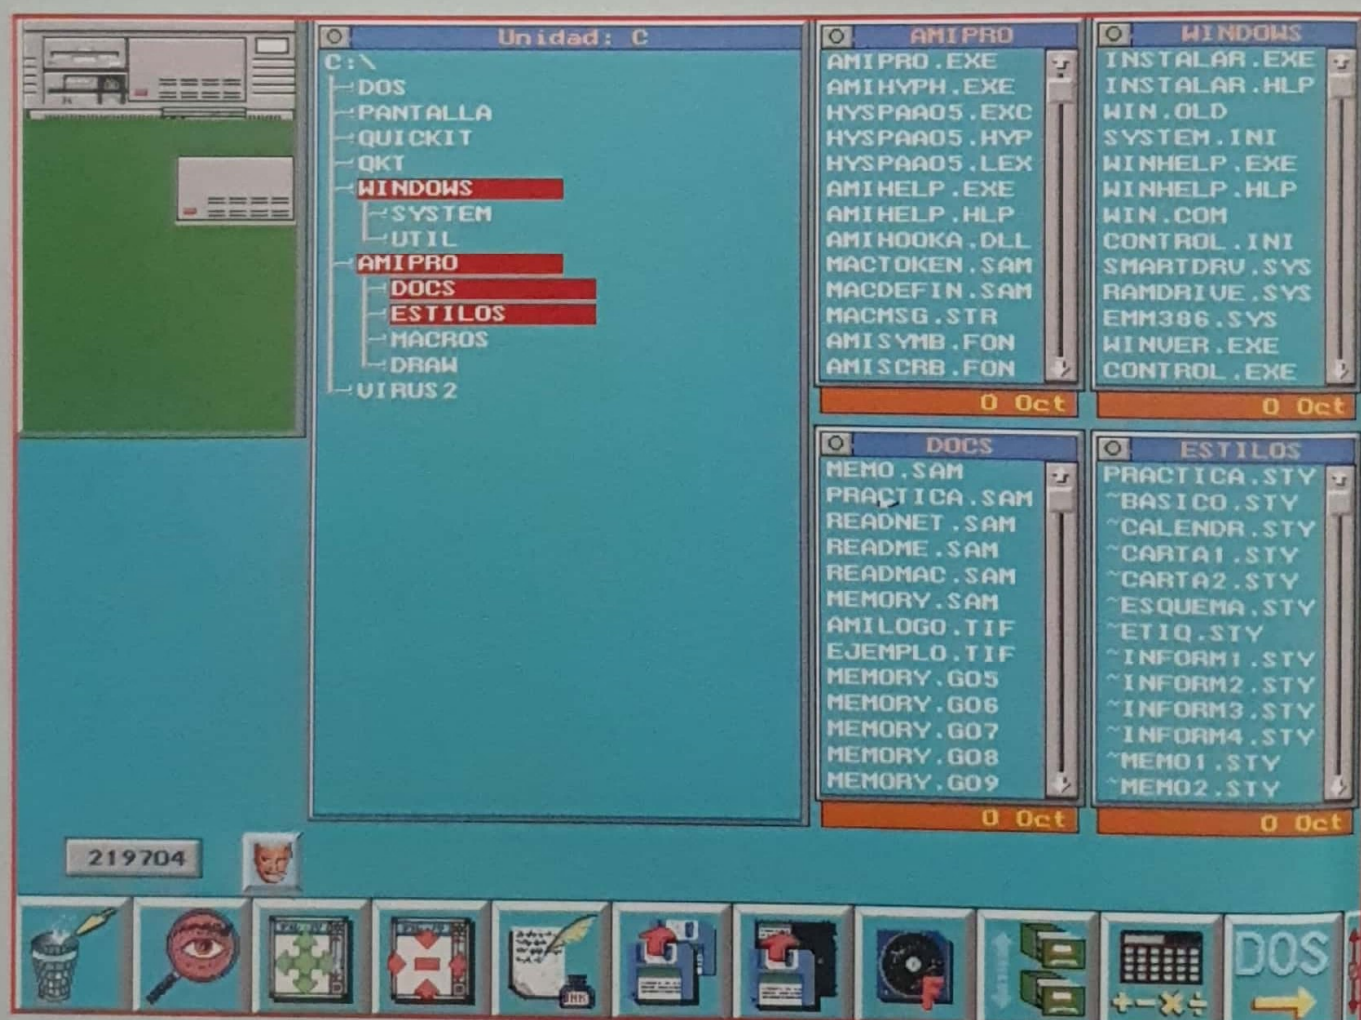 Unidad: C
C:\
DOS
PANTALLA
QUICKIT
QKT
WINDOWS
SYSTEM
UTIL
AMIPRO
DOCS
ESTILOS
MACROS
DRAW
VIRUS2
AMIPRO
AMIPRO.EXE
AMIHYPH.EXE
HYSPAA05.EXC
HYSPAA05.HYP
HYSPAA05.LEX
AMIHELP.EXE
AMIHELP.HLP
AMIHOOKA.DLL
MACTOKEN.SAM
MACDEFIN.SAM
MACMSG.STR
AMISYMB.FON
AMISCRB.FON
0 Oct
WINDOWS
INSTALAR.EXE
INSTALAR.HLP
WIN.OLD
SYSTEM.INI
WINHELP.EXE
WINHELP.HLP
WIN.COM
CONTROL.INI
SMARTDRV.SYS
RAMDRIVE.SYS
EMM386.SYS
WINVER.EXE
CONTROL.EXE
0 Oct
DOCS
MEMO.SAM
PRACTICA.SAM
READNET.SAM
README.SAM
READMAC.SAM
MEMORY.SAM
AMILOGO.TIF
EJEMPLO.TIF
MEMORY.G05
MEMORY.G06
MEMORY.G07
MEMORY.G08
MEMORY.G09
0 Oct
ESTILOS
PRACTICA.STY
~BASICO.STY
~CALENDR.STY
~CARTA1.STY
~CARTA2.STY
~ESQUEMA.STY
~ETIQ.STY
~INFORM1.STY
~INFORM2.STY
~INFORM3.STY
~INFORM4.STY
~MEMO1.STY
~MEMO2.STY
0 Oct
219704
INK
F
+-×÷
DOS